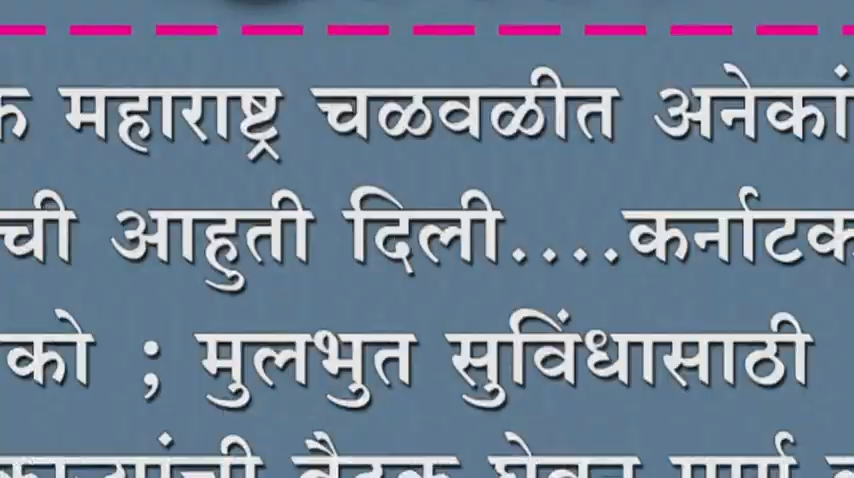 महाराष्ट्र चळवळीत अनेकां
ची आहुती दिली....कर्नाटक
को ; मुलभुत सुविंधासाठी